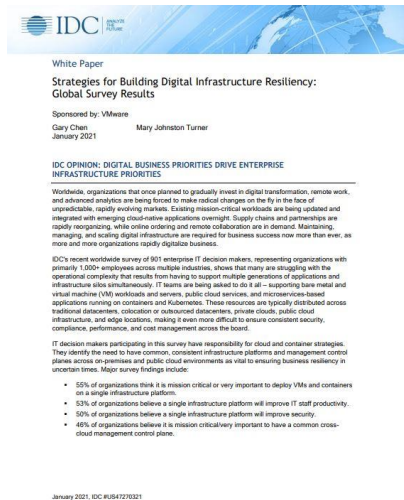 IDC
ANALYZE
THE
FUTURE
White Paper
Strategies for Building Digital Infrastructure Resiliency:
Global Survey Results
Sponsored by: VMware
Gary Chen Mary Johnston Turner
January 2021
IDC OPINION: DIGITAL BUSINESS PRIORITIES DRIVE ENTERPRISE
INFRASTRUCTURE PRIORITIES
Worldwide, organizations that once planned to gradually invest in digital transformation, remote work,
and advanced analytics are being forced to make radical changes on the fly in the face of
unpredictable, rapidly evolving markets. Existing mission-critical workloads are being updated and
integrated with emerging cloud-native applications overnight. Supply chains and partnerships are
rapidly reorganizing, while online ordering and remote collaboration are in demand. Maintaining,
managing, and scaling digital infrastructure are required for business success now more than ever, as
more and more organizations rapidly digitalize business.
IDC's recent worldwide survey of 901 enterprise IT decision makers, representing organizations with
primarily 1,000+ employees across multiple industries, shows that many are struggling with the
operational complexity that results from having to support multiple generations of applications and
infrastructure silos simultaneously. IT teams are being asked to do it all – supporting bare metal and
virtual machine (VM) workloads and servers, public cloud services, and microservices-based
applications running on containers and Kubernetes. These resources are typically distributed across
traditional datacenters, colocation or outsourced datacenters, private clouds, public cloud
infrastructure, and edge locations, making it even more difficult to ensure consistent security,
compliance, performance, and cost management across the board.
IT decision makers participating in this survey have responsibility for cloud and container strategies.
They identify the need to have common, consistent infrastructure platforms and management control
planes across on-premises and public cloud environments as vital to ensuring business resiliency in
uncertain times. Major survey findings include:
▪ 55% of organizations think it is mission critical or very important to deploy VMs and containers
on a single infrastructure platform.
▪ 53% of organizations believe a single infrastructure platform will improve IT staff productivity.
▪ 50% of organizations believe a single infrastructure platform will improve security.
▪ 46% of organizations believe it is mission critical/very important to have a common cross-
cloud management control plane.
January 2021, IDC #US47270321